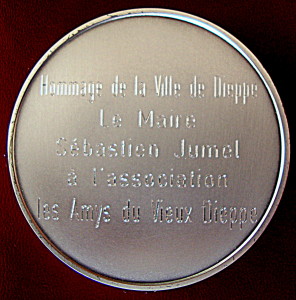 Hommage de la Ville de Dieppe
Le Maire
Sébastien Jumel
à l'association
les Amys du Vieux Dieppe